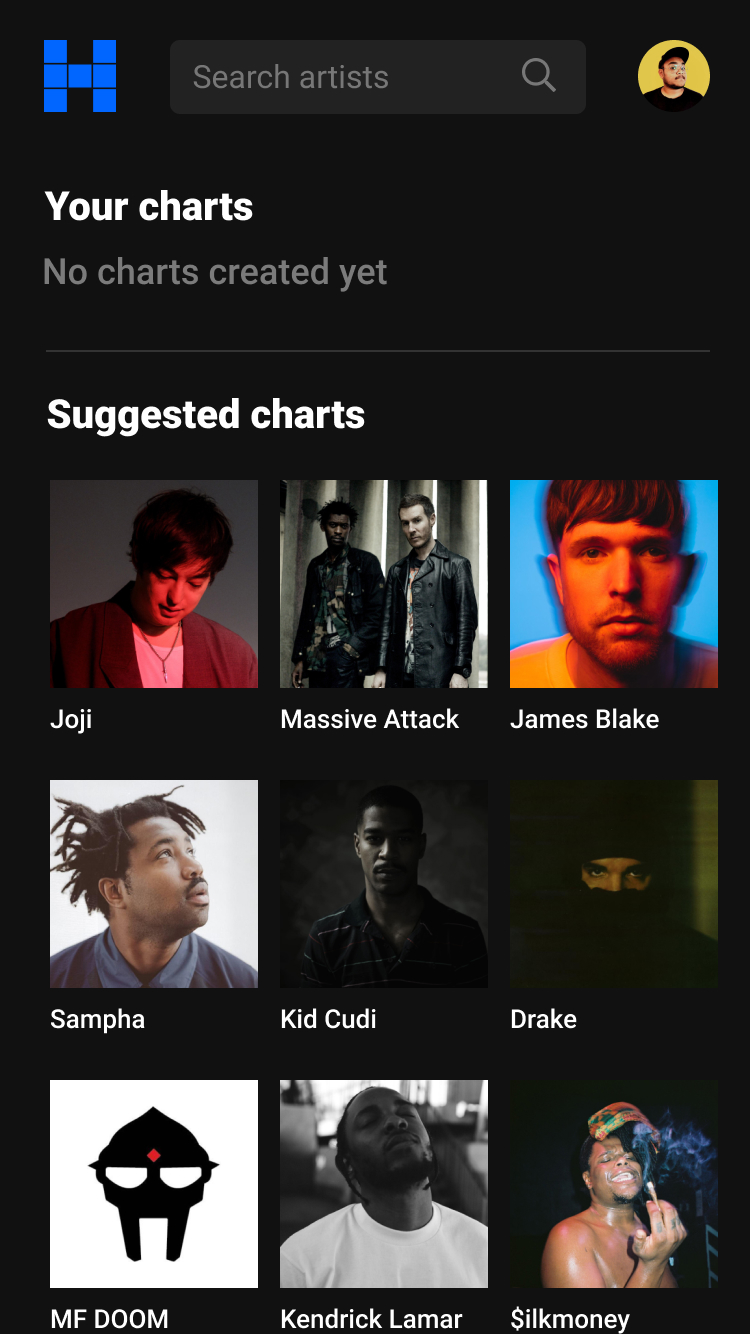 Search artists
Your charts
No charts created yet
Suggested charts
Joji
Massive Attack
James Blake
Sampha
Kid Cudi
Drake
MF DOOM
Kendrick Lamar
$ilkmoney